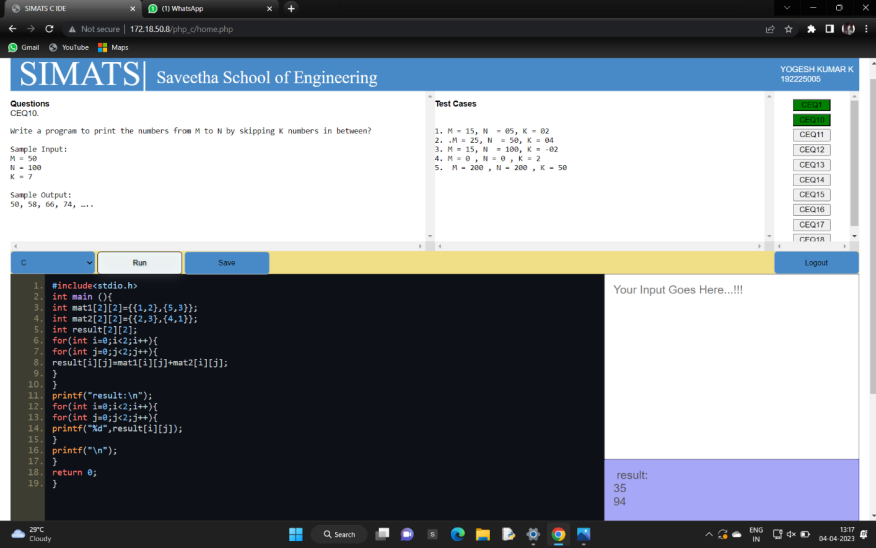 SIMATS C IDE
(1) WhatsApp
Not secure | 172.18.50.8/php_c/home.php
Gmail YouTube Maps
SIMATS| Saveetha School of Engineering
YOGESH KUMAR K
192225005
Questions
CEQ10.
Write a program to print the numbers from M to N by skipping K numbers in between?
Sample Input:
M = 50
N = 100
K = 7
Sample Output:
50, 58, 66, 74, …..
Test Cases
1. M = 15, N = 05, K = 02
2. .M = 25, N = 50, K = 04
3. M = 15, N = 100, K = -02
4. M = 0 , N = 0 , K = 2
5. M = 200 , N = 200 , K = 50
CEQ1
CEQ10
CEQ11
CEQ12
CEQ13
CEQ14
CEQ15
CEQ16
CEQ17
CEQ18
C Run Save Logout
1. #include<stdio.h>
2. int main (){
3. int mat1[2][2]={{1,2},{5,3}};
4. int mat2[2][2]={{2,3},{4,1}};
5. int result[2][2];
6. for(int i=0;i<2;i++){
7. for(int j=0;j<2;j++){
8. result[i][j]=mat1[i][j]+mat2[i][j];
9. }
10. }
11. printf("result:\n");
12. for(int i=0;i<2;i++){
13. for(int j=0;j<2;j++){
14. printf("%d",result[i][j]);
15. }
16. printf("\n");
17. }
18. return 0;
19. }
Your Input Goes Here...!!!
result:
35
94
29°C
Cloudy
Search
ENG
IN
13:17
04-04-2023